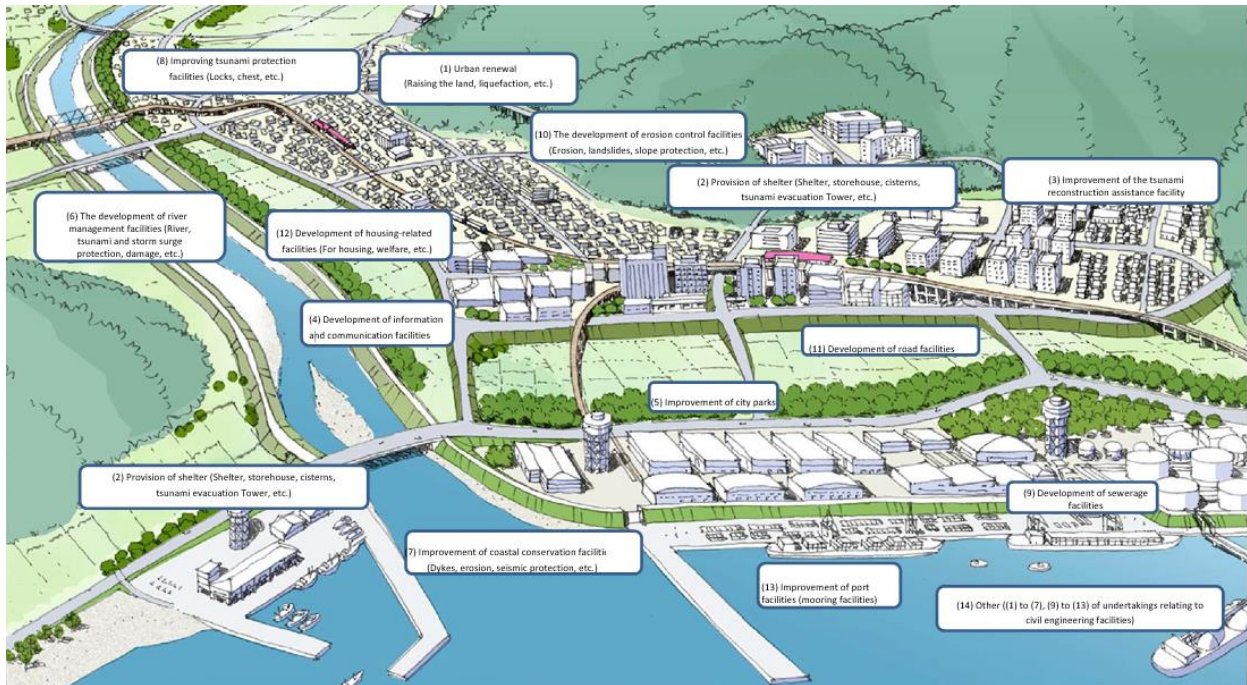 (8) Improving tsunami protection
facilities (Locks, chest, etc.)
(1) Urban renewal
(Raising the land, liquefaction, etc.)
(10) The development of erosion control facilities
(Erosion, landslides, slope protection, etc.)
(2) Provision of shelter (Shelter, storehouse, cisterns,
tsunami evacuation Tower, etc.)
(3) Improvement of the tsunami
reconstruction assistance facility
(6) The development of river
management facilities (River,
tsunami and storm surge
protection, damage, etc.)
(12) Development of housing-related
facilities (For housing, welfare, etc.)
(4) Development of information
and communication facilities
(11) Development of road facilities
(5) Improvement of city parks
(2) Provision of shelter (Shelter, storehouse, cisterns,
tsunami evacuation Tower, etc.)
(9) Development of sewerage
facilities
7) Improvement of coastal conservation faciliti
(Dykes, erosion, seismic protection, etc.)
(13) Improvement of port
facilities (mooring facilities)
(14) Other ((1) to (7), (9) to (13) of undertakings relating to
civil engineering facilities)